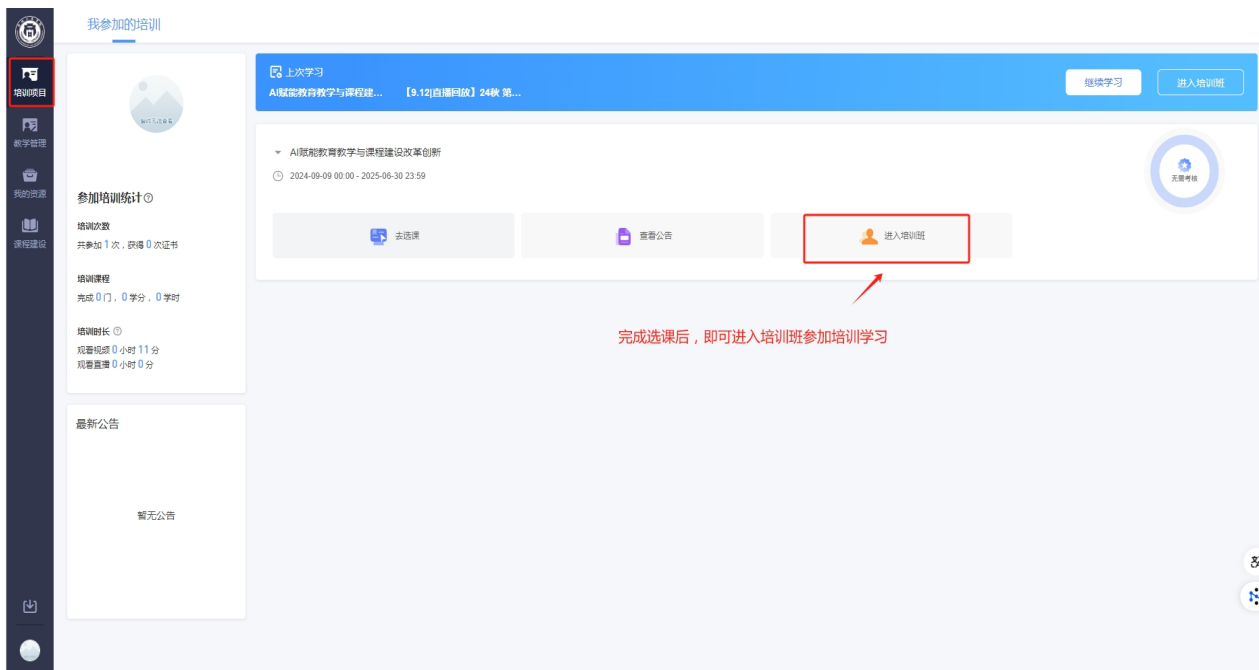 我参加的培训
培训项目
教学管理
我的资源
课程建设
参加培训统计
培训次数
共参加 1 次，获得 0 次证书
培训课程
完成 0 门，0 学分，0 学时
培训时长
观看视频 0 小时 11 分
观看直播 0 小时 0 分
最新公告
暂无公告
上次学习
AI赋能教育教学与课程建... 【9.12|直播回放】24秋 第...
继续学习
进入培训班
AI赋能教育教学与课程建设改革创新
2024-09-09 00:00 - 2025-06-30 23:59
无需考核
去选课
查看公告
进入培训班
完成选课后，即可进入培训班参加培训学习